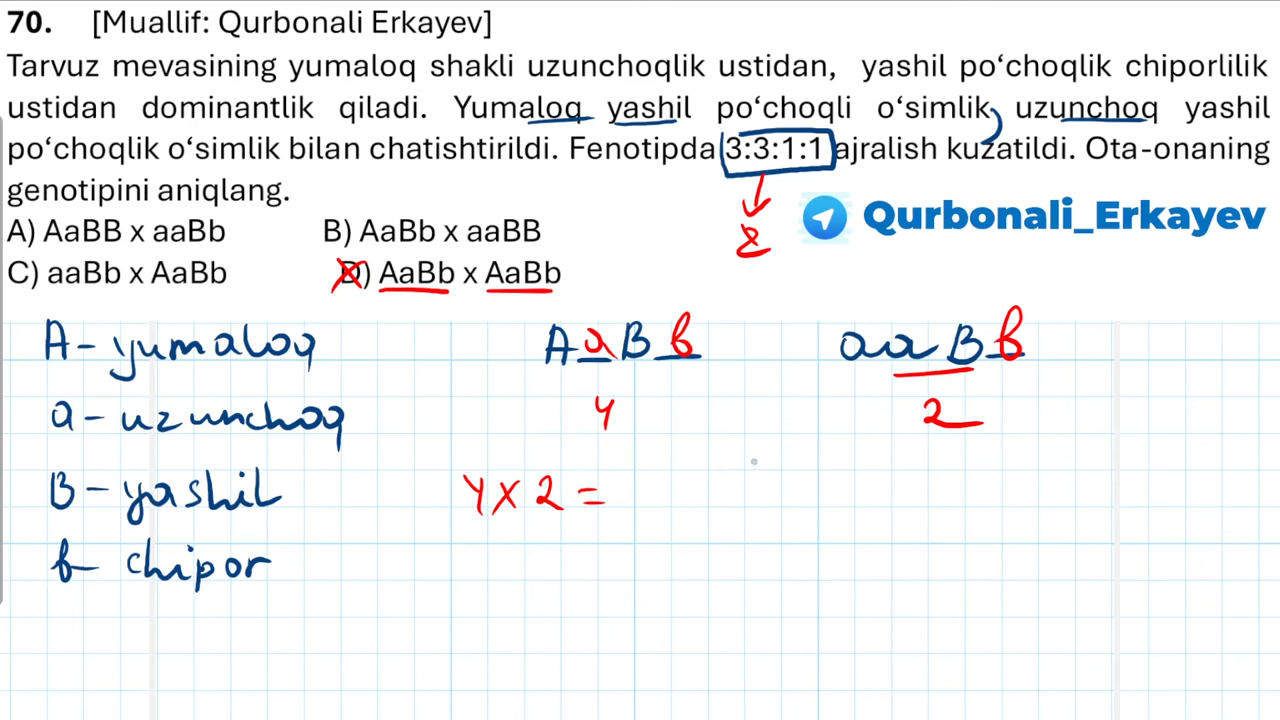 70. [Muallif: Qurbonali Erkayev]
Tarvuz mevasining yumaloq shakli uzunchoqlik ustidan, yashil po‘choqlik chiporlilik
ustidan dominantlik qiladi. Yumaloq yashil po‘choqli o‘simlik uzunchoq yashil
po‘choqlik o‘simlik bilan chatishtirildi. Fenotipda 3:3:1:1 ajralish kuzatildi. Ota-onaning
genotipini aniqlang.
Qurbonali_Erkayev
A) AaBB x aaBb B) AaBb x aaBB
8
C) aaBb x AaBb D) AaBb x AaBb
A - yumaloq AaBb aaBb
a - uzunchoq 4 2
B - yashil 4 x 2 =
b - chipor